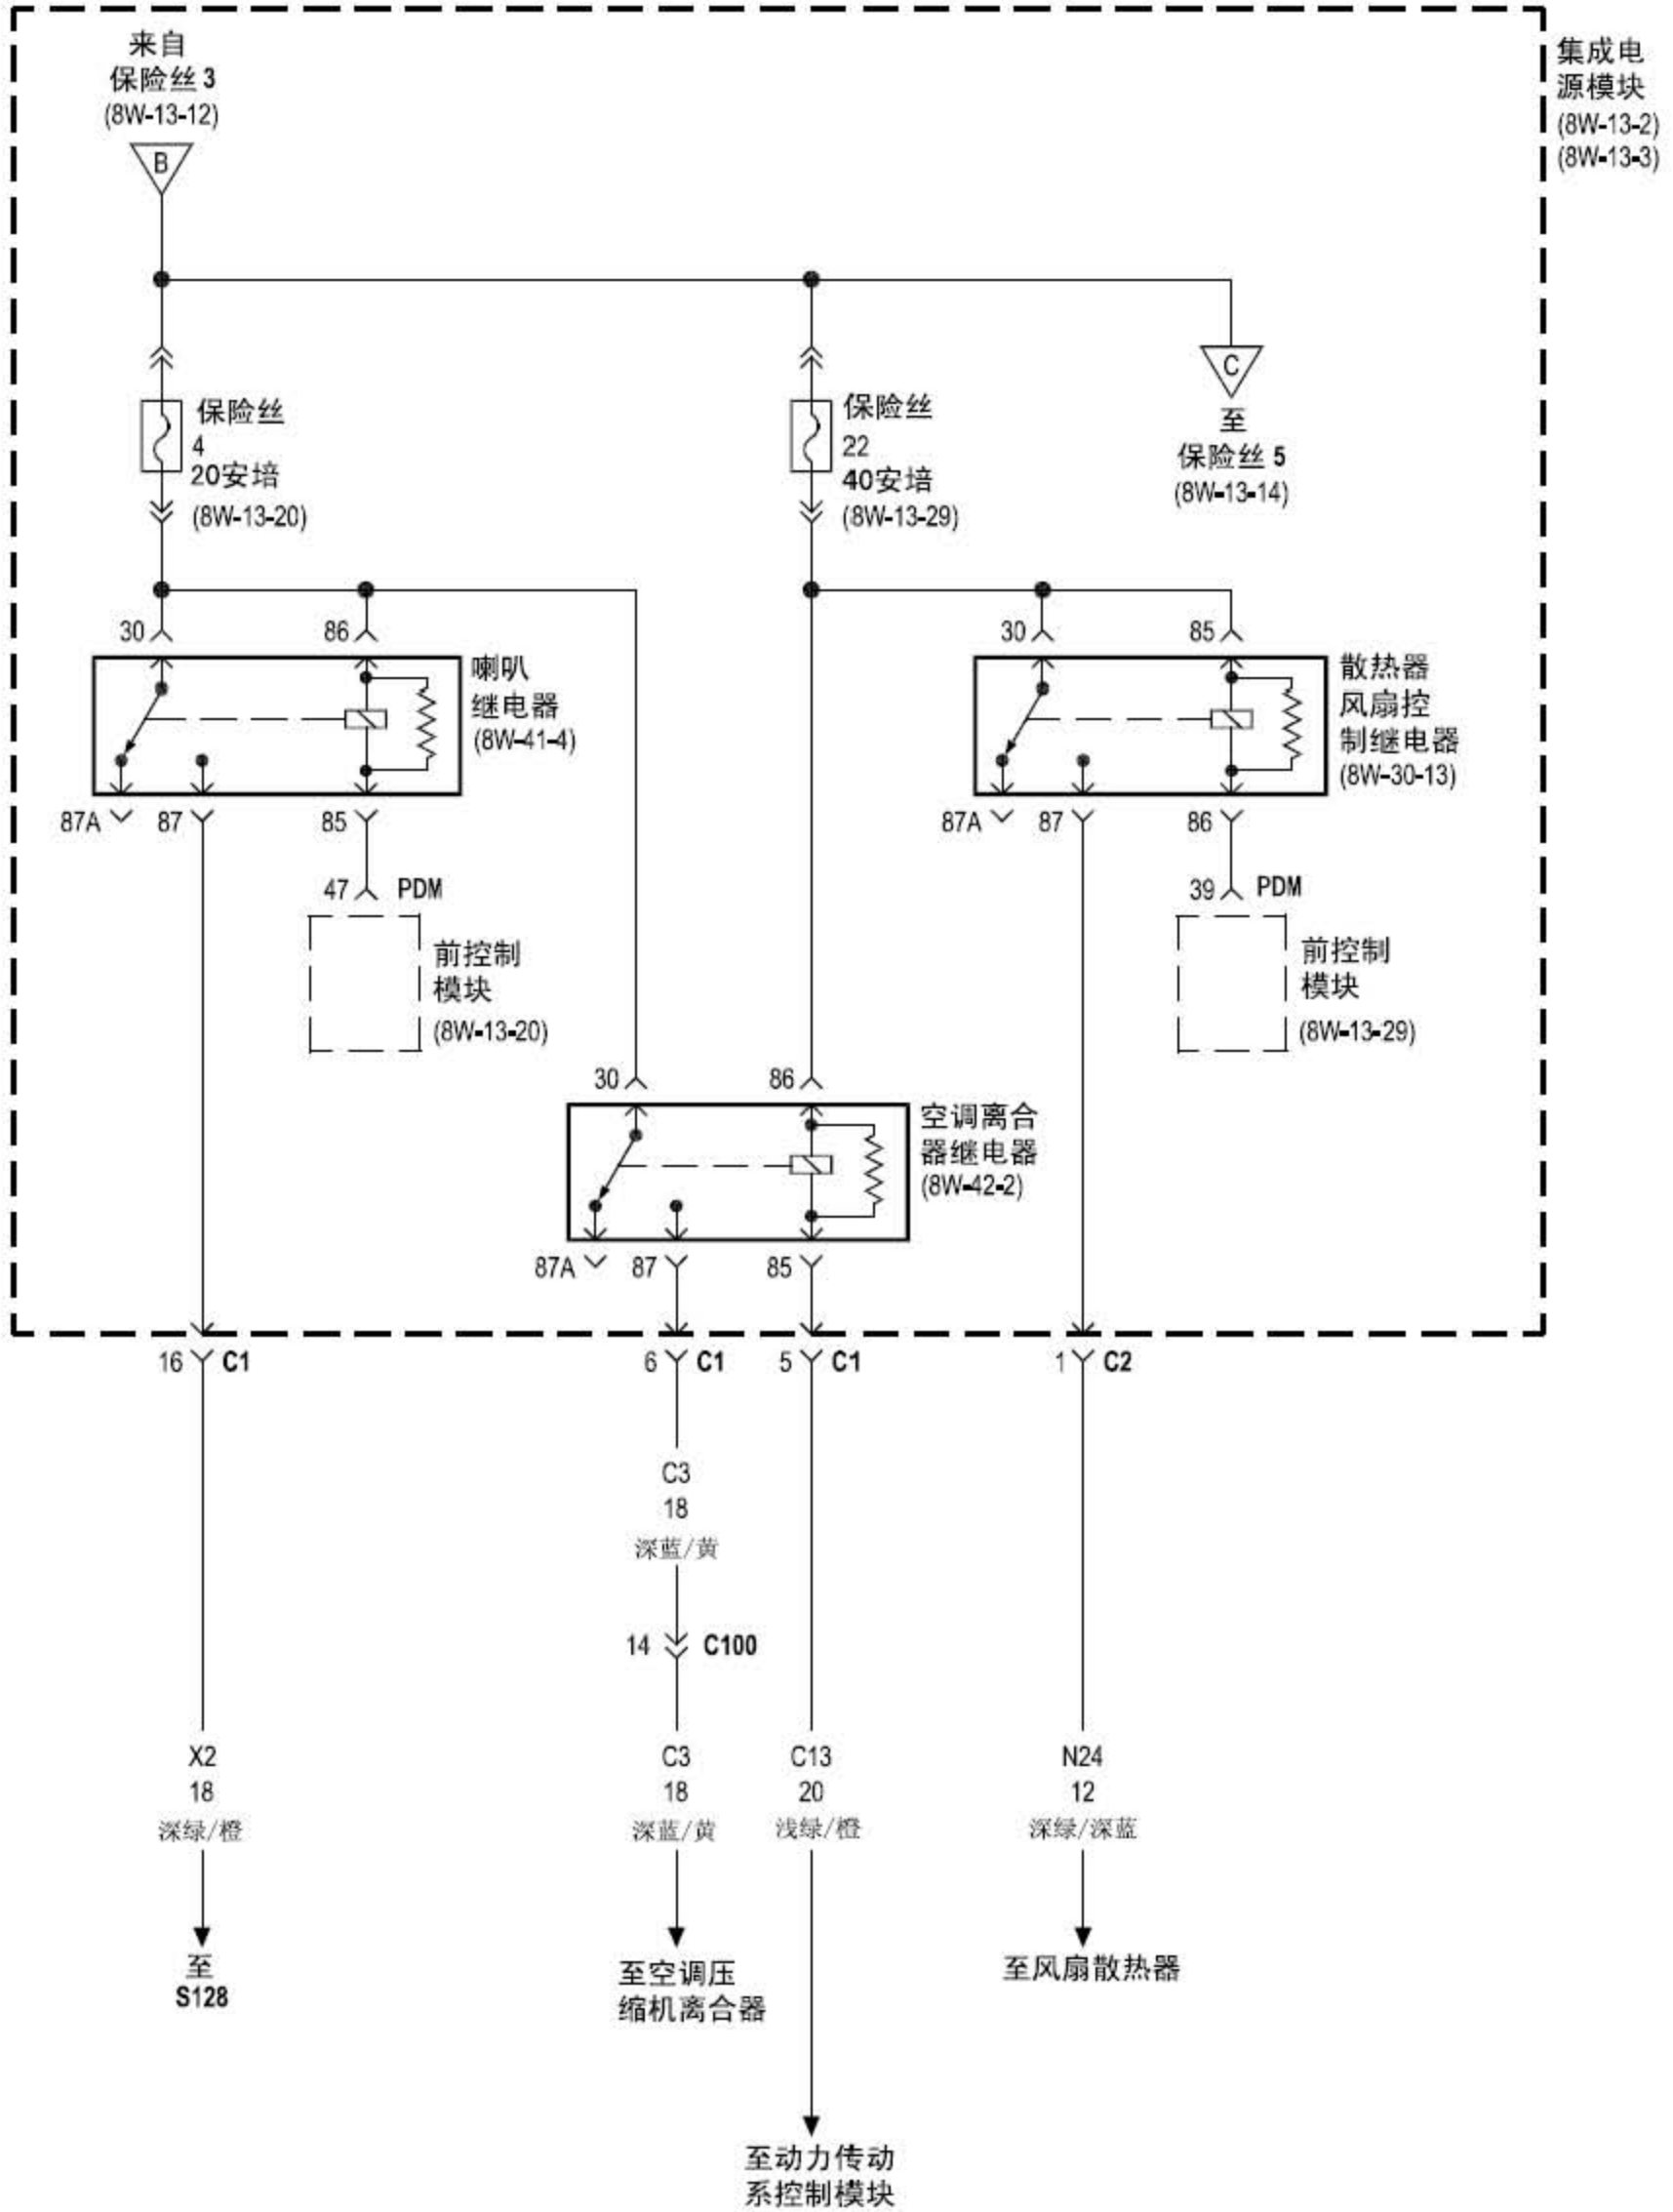 来自
保险丝 3
(8W-13-12)
B
集成电
源模块
(8W-13-2)
(8W-13-3)
保险丝
4
20安培
(8W-13-20)
保险丝
22
40安培
(8W-13-29)
C
至
保险丝 5
(8W-13-14)
30
86
喇叭
继电器
(8W-41-4)
87A
87
85
47
PDM
前控制
模块
(8W-13-20)
30
85
散热器
风扇控
制继电器
(8W-30-13)
87A
87
86
39
PDM
前控制
模块
(8W-13-29)
30
86
空调离合
器继电器
(8W-42-2)
87A
87
85
16
C1
6
C1
5
C1
1
C2
C3
18
深蓝/黄
14
C100
X2
18
深绿/橙
至
S128
C3
18
深蓝/黄
至空调压
缩机离合器
C13
20
浅绿/橙
至动力传动
系控制模块
N24
12
深绿/深蓝
至风扇散热器